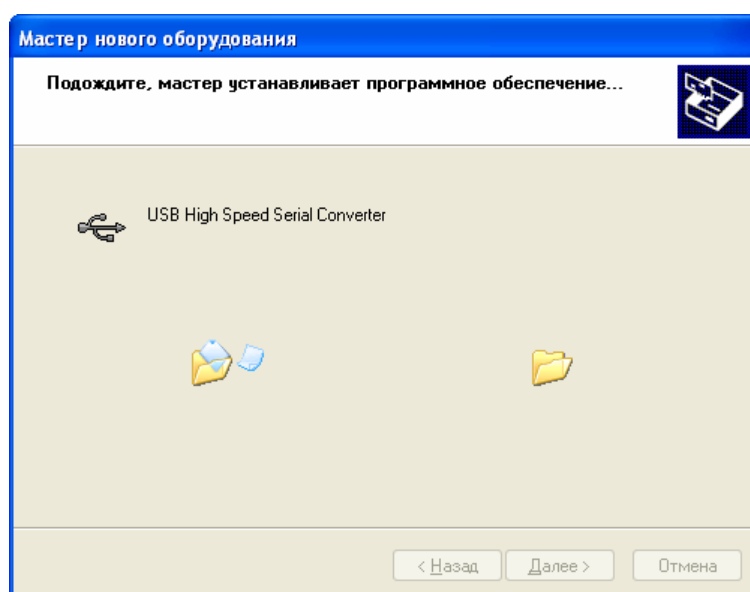 Мастер нового оборудования
Подождите, мастер устанавливает программное обеспечение...
USB High Speed Serial Converter
< Назад
Далее >
Отмена